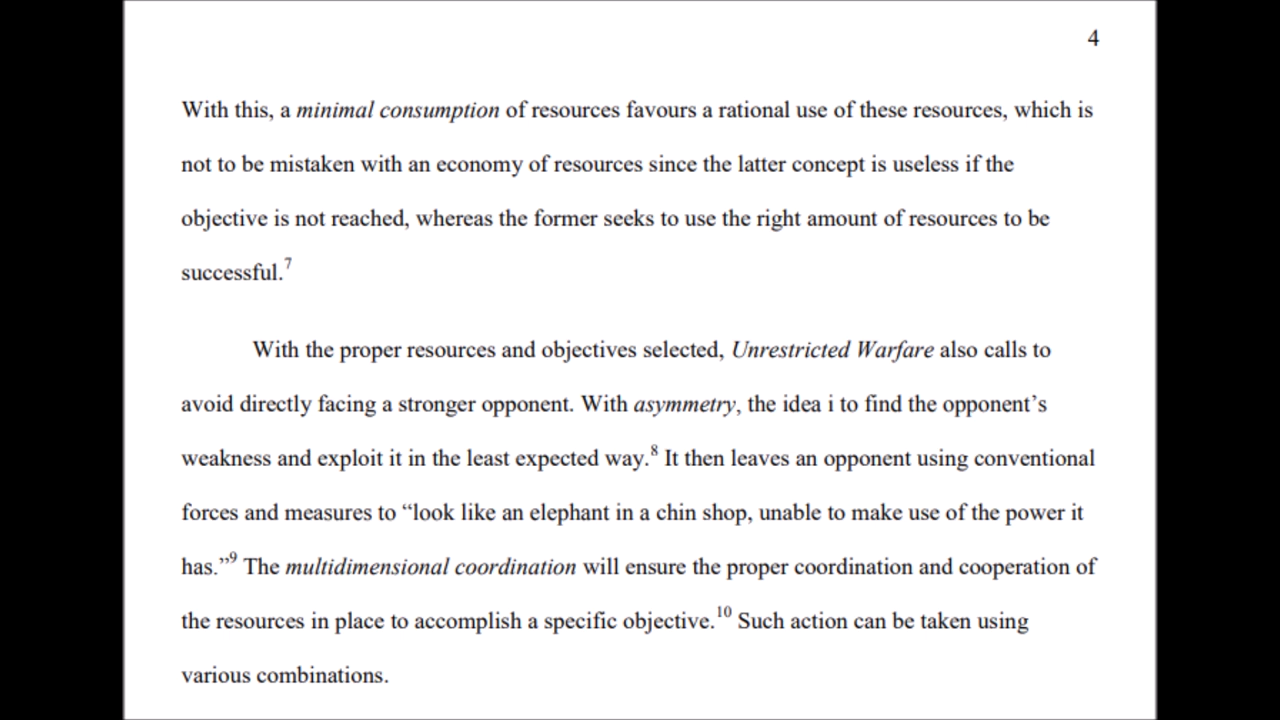 4
With this, a minimal consumption of resources favours a rational use of these resources, which is
not to be mistaken with an economy of resources since the latter concept is useless if the
objective is not reached, whereas the former seeks to use the right amount of resources to be
successful.7
With the proper resources and objectives selected, Unrestricted Warfare also calls to
avoid directly facing a stronger opponent. With asymmetry, the idea i to find the opponent’s
weakness and exploit it in the least expected way.8 It then leaves an opponent using conventional
forces and measures to “look like an elephant in a chin shop, unable to make use of the power it
has.”9 The multidimensional coordination will ensure the proper coordination and cooperation of
the resources in place to accomplish a specific objective.10 Such action can be taken using
various combinations.